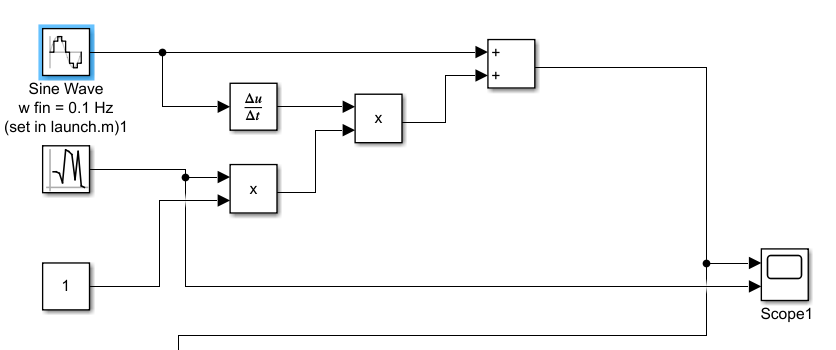 +
+
Sine Wave
w fin = 0.1 Hz
(set in launch.m)1
Δu
Δt
x
x
1
Scope1